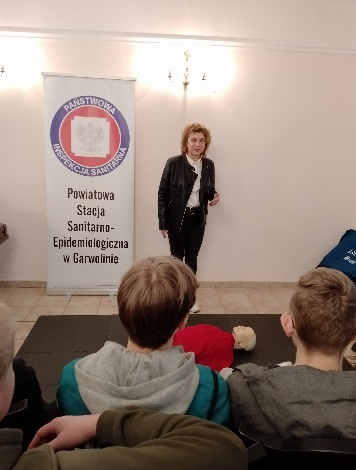 PAŃSTWOWA
INSPEKCJA SANITARNA
Powiatowa
Stacja
Sanitarno-
Epidemiologiczna
w Garwolinie